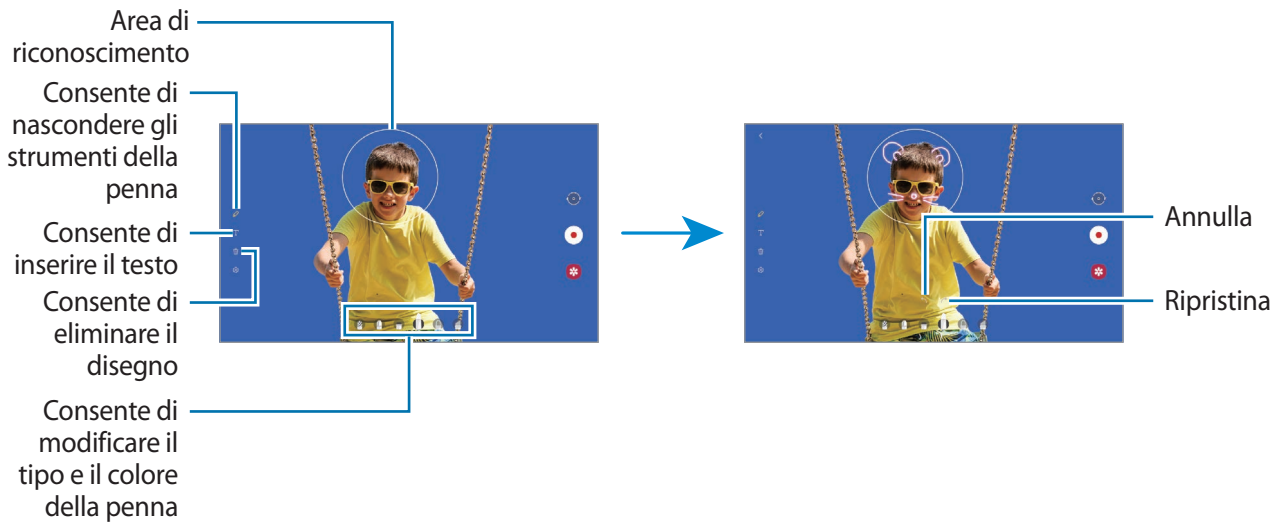 Area di
riconoscimento
Consente di
nascondere gli
strumenti della
penna
Consente di
inserire il testo
Consente di
eliminare il
disegno
Consente di
modificare il
tipo e il colore
della penna
Annulla
Ripristina